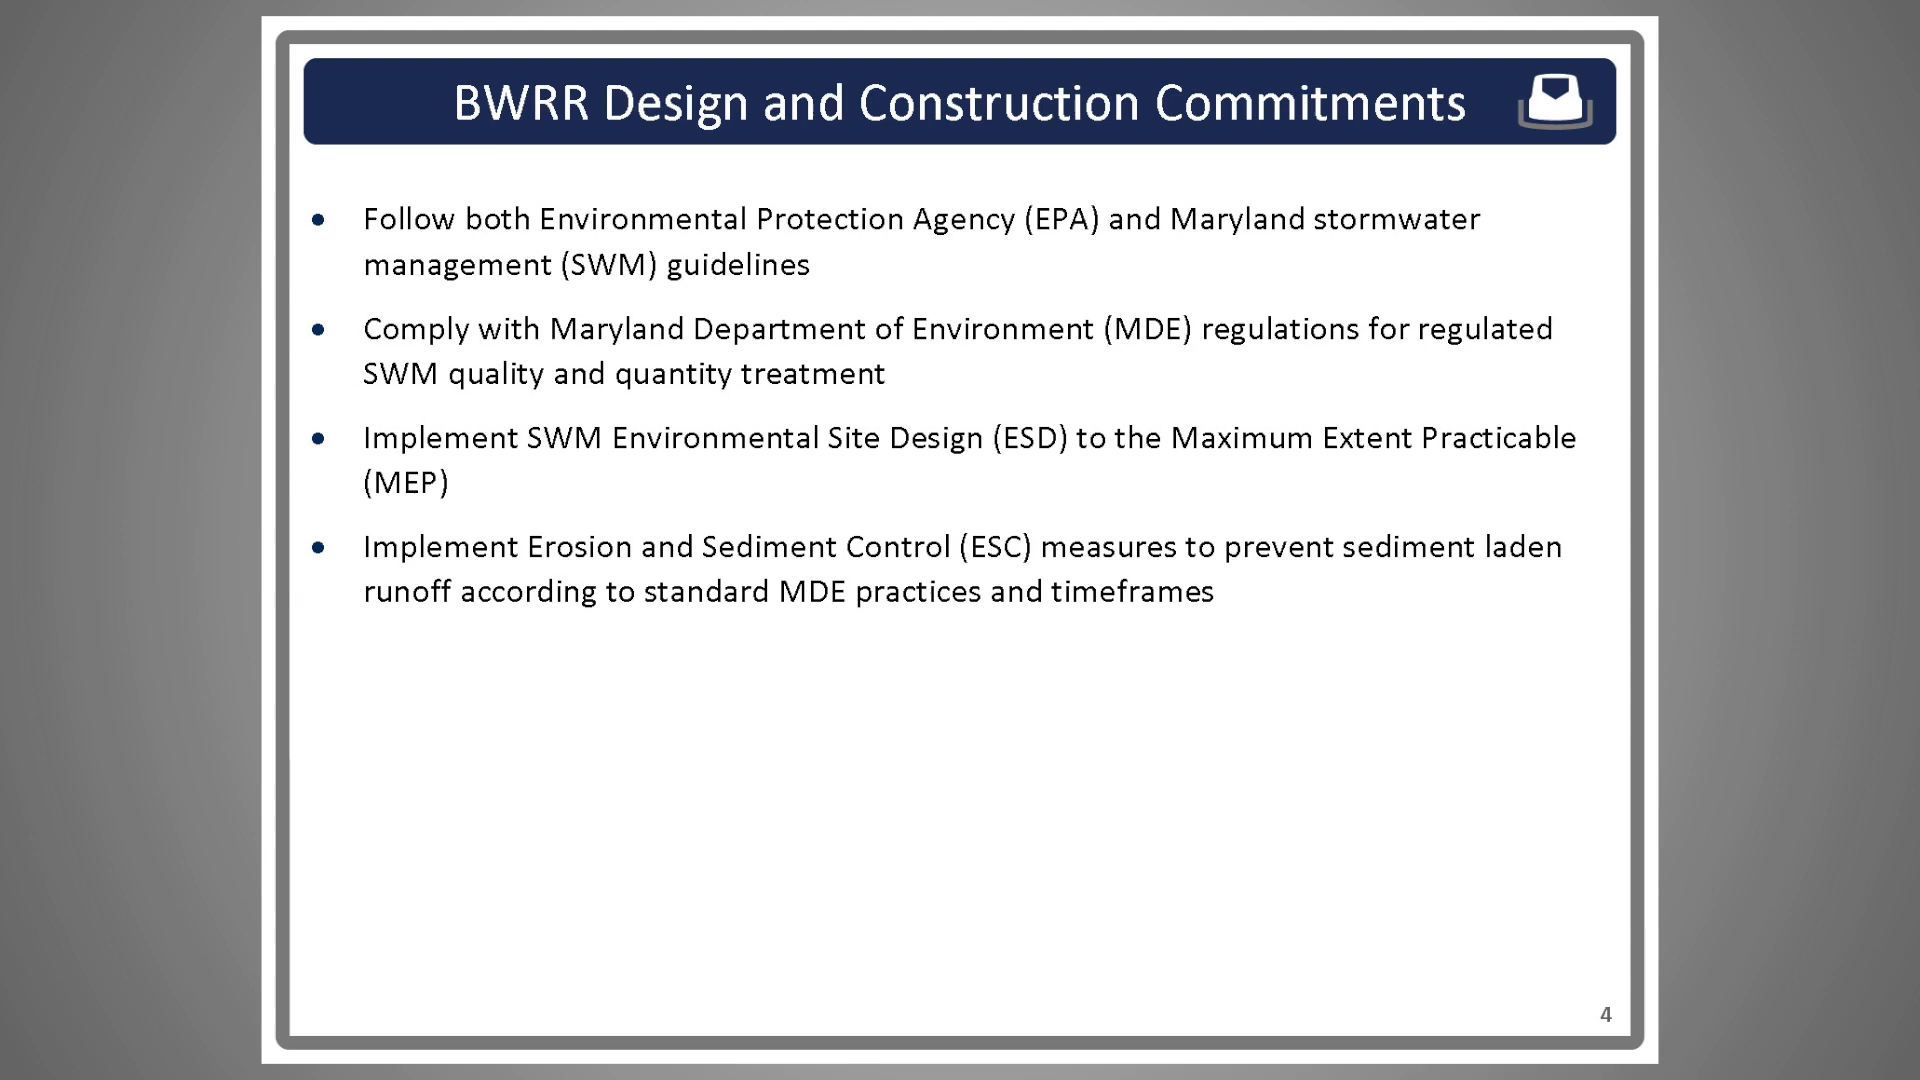 BWRR Design and Construction Commitments
• Follow both Environmental Protection Agency (EPA) and Maryland stormwater
management (SWM) guidelines
• Comply with Maryland Department of Environment (MDE) regulations for regulated
SWM quality and quantity treatment
• Implement SWM Environmental Site Design (ESD) to the Maximum Extent Practicable
(MEP)
• Implement Erosion and Sediment Control (ESC) measures to prevent sediment laden
runoff according to standard MDE practices and timeframes
4